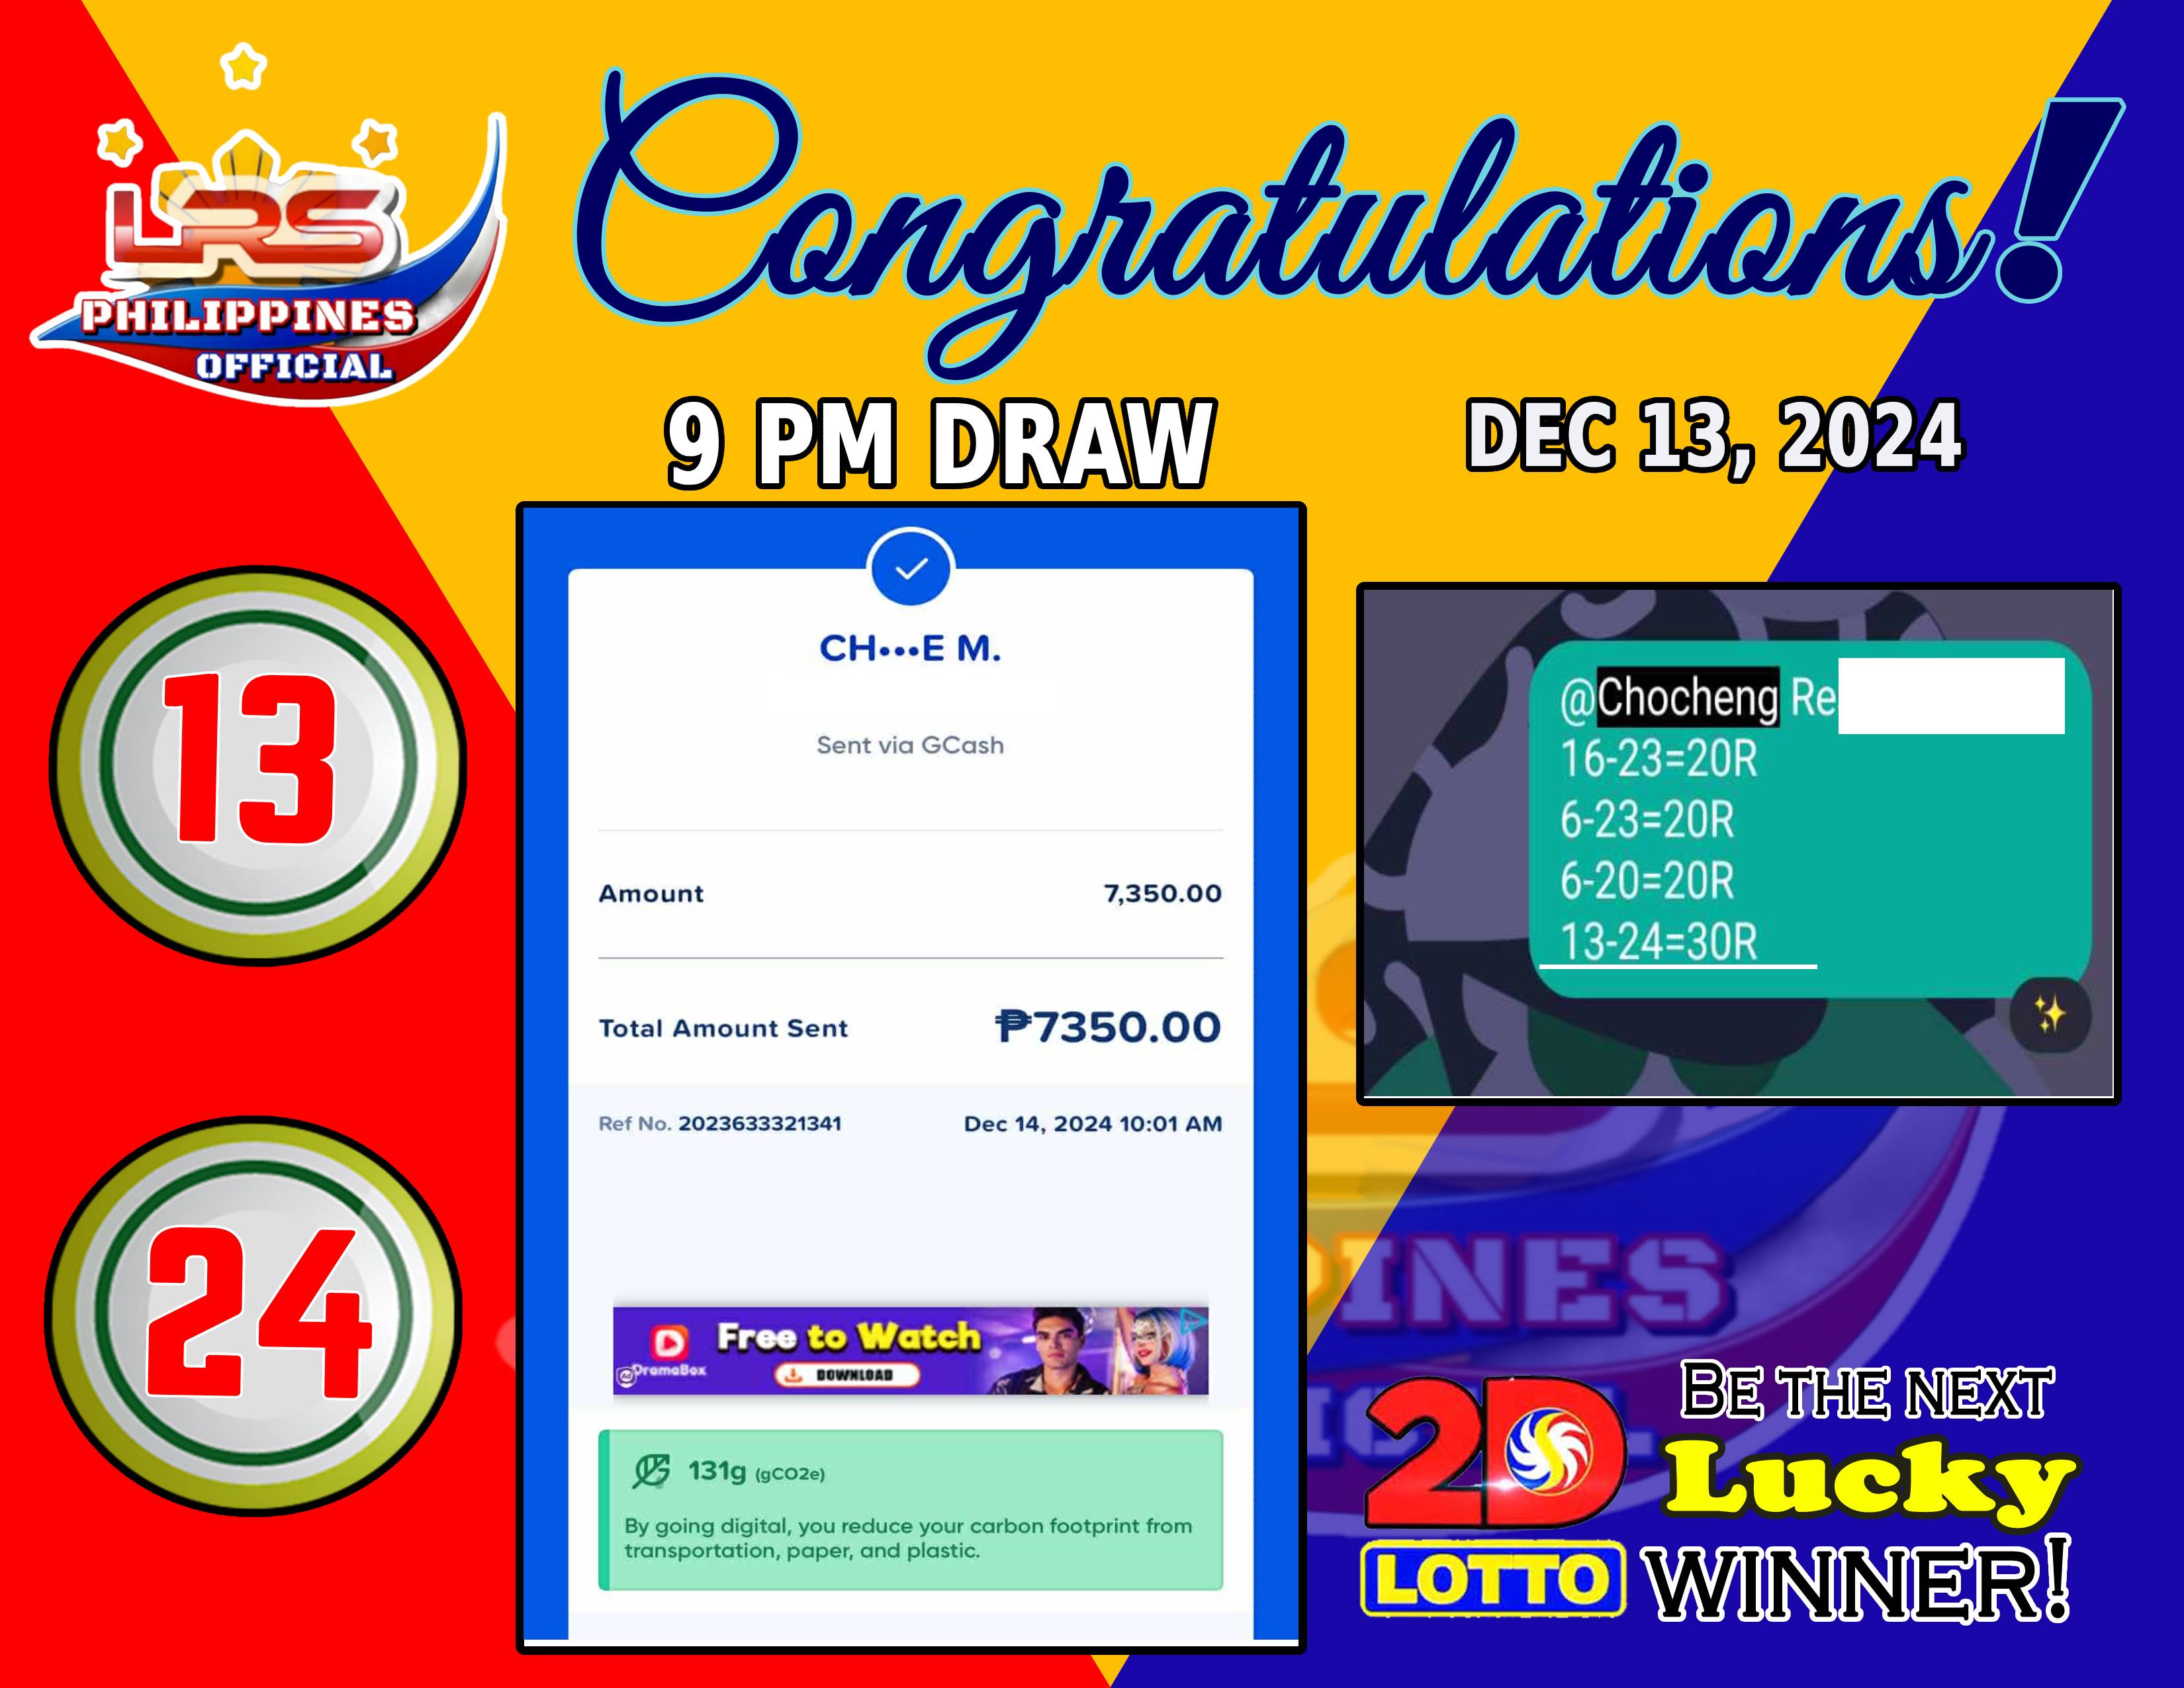 LRS
PHILIPPINES
OFFICIAL
Congratulations!
9 PM DRAW
DEC 13, 2024
13
24
CH•••E M.
Sent via GCash
Amount 7,350.00
Total Amount Sent ₱7350.00
Ref No. 2023633321341 Dec 14, 2024 10:01 AM
Free to Watch
DramaBox
DOWNLOAD
131g (gCO2e)
By going digital, you reduce your carbon footprint from
transportation, paper, and plastic.
@Chocheng Re
16-23=20R
6-23=20R
6-20=20R
13-24=30R
PINES
2D
LOTTO
BE THE NEXT
Lucky
WINNER!